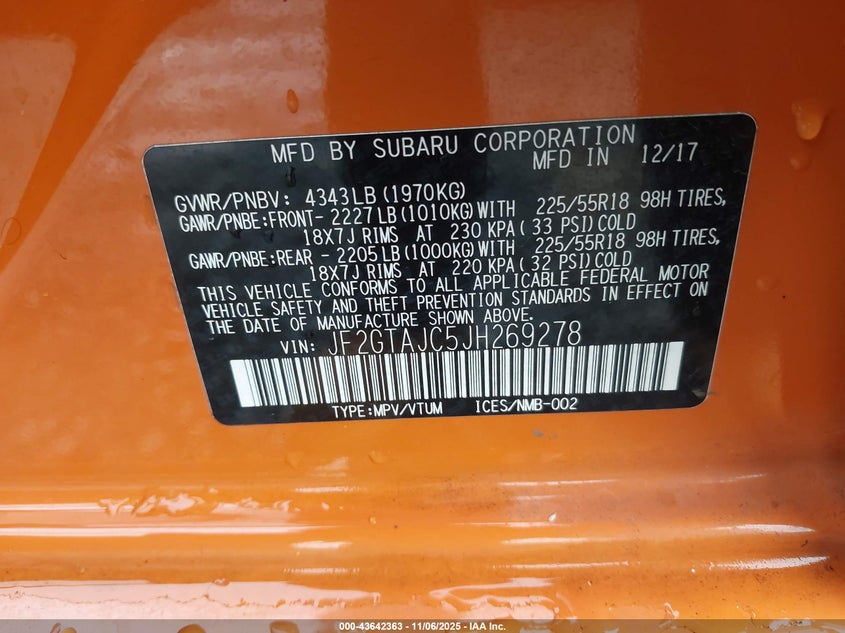 MFD BY SUBARU CORPORATION
MFD IN 12/17
GVWR/PNBV: 4343LB(1970KG)
GAWR/PNBE:FRONT- 2227LB(1010KG)WITH 225/55R18 98H TIRES,
18X7J RIMS AT 230 KPA( 33 PSI)COLD
GAWR/PNBE:REAR - 2205LB(1000KG)WITH 225/55R18 98H TIRES,
18X7J RIMS AT 220 KPA( 32 PSI)COLD
THIS VEHICLE CONFORMS TO ALL APPLICABLE FEDERAL MOTOR
VEHICLE SAFETY AND THEFT PREVENTION STANDARDS IN EFFECT ON
THE DATE OF MANUFACTURE SHOWN ABOVE.
VIN: JF2GTAJC5JH269278
TYPE:MPV/VTUM ICES/NMB-002
000-43642363 - 11/06/2025 - IAA Inc.